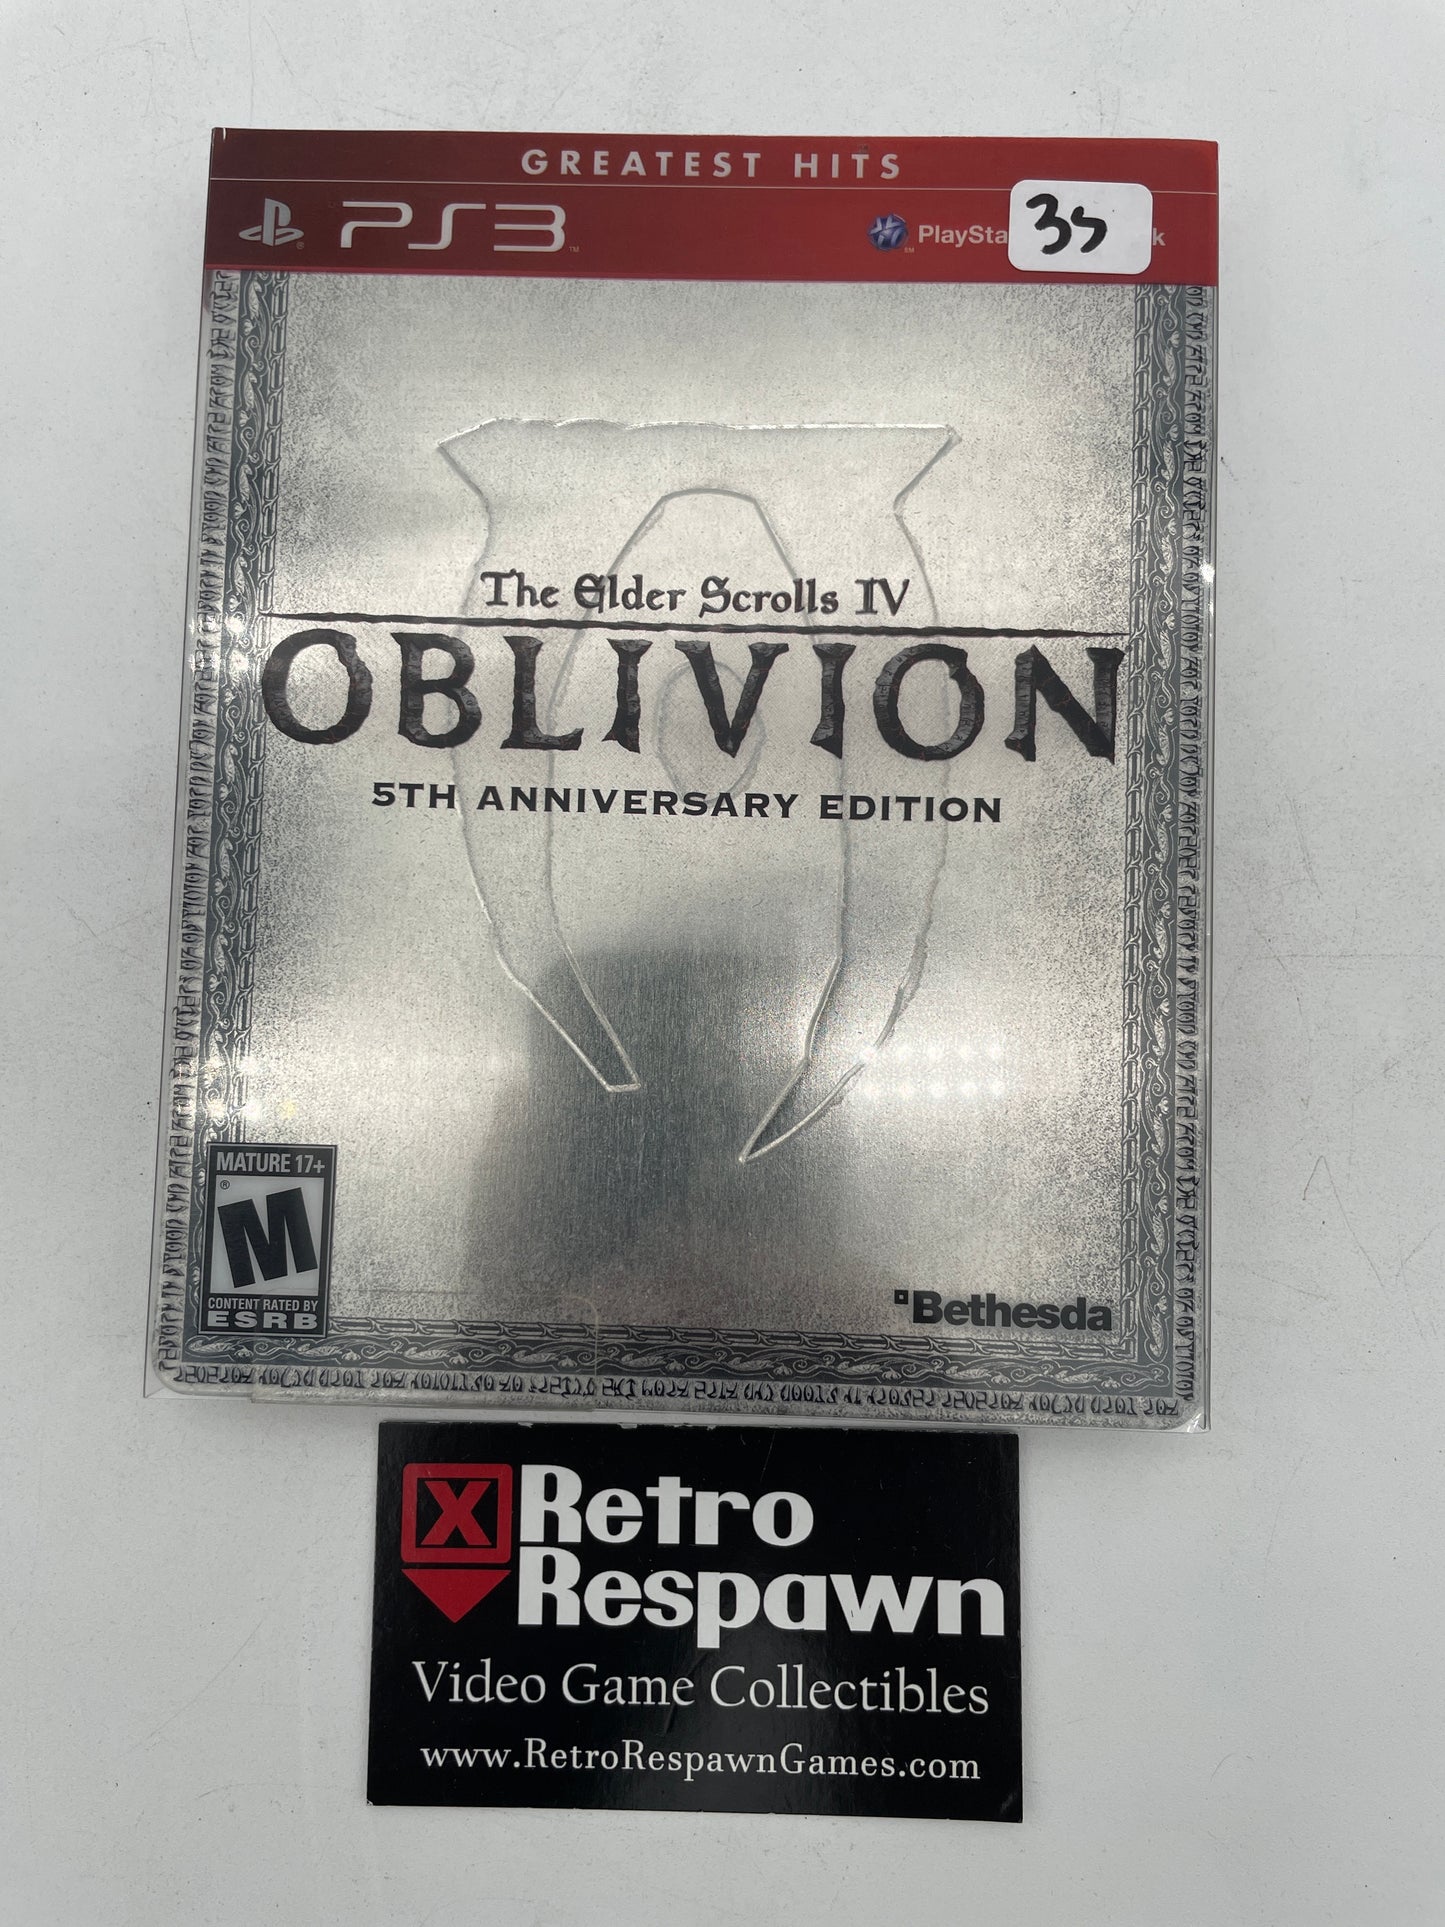 GREATEST HITS
PS3
PlaySta
k
35
The Elder Scrolls IV
OBLIVION
5TH ANNIVERSARY EDITION
MATURE 17+
M
CONTENT RATED BY
ESRB
Bethesda
Retro
Respawn
Video Game Collectibles
www.RetroRespawnGames.com